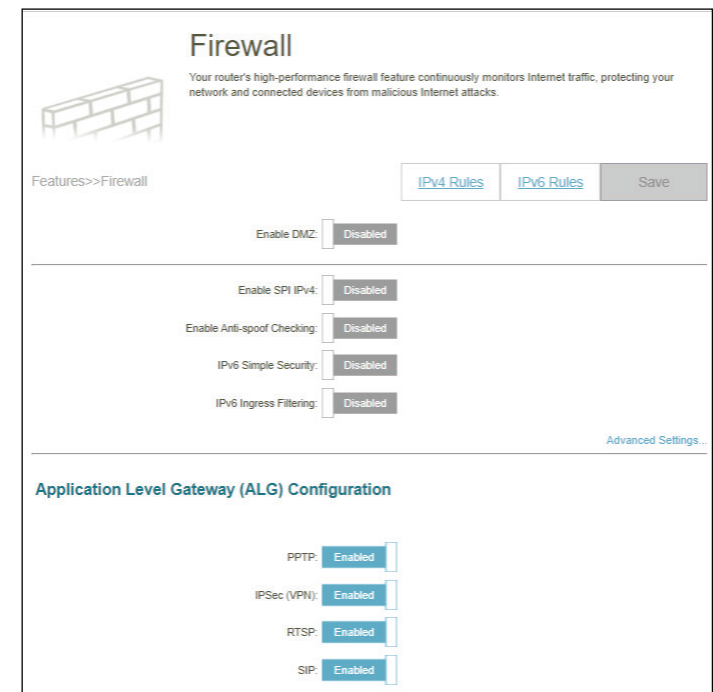 Firewall
Your router's high-performance firewall feature continuously monitors Internet traffic, protecting your
network and connected devices from malicious Internet attacks.
Features>>Firewall
IPv4 Rules
IPv6 Rules
Save
Enable DMZ: Disabled
Enable SPI IPv4: Disabled
Enable Anti-spoof Checking: Disabled
IPv6 Simple Security: Disabled
IPv6 Ingress Filtering: Disabled
Advanced Settings...
Application Level Gateway (ALG) Configuration
PPTP: Enabled
IPSec (VPN): Enabled
RTSP: Enabled
SIP: Enabled